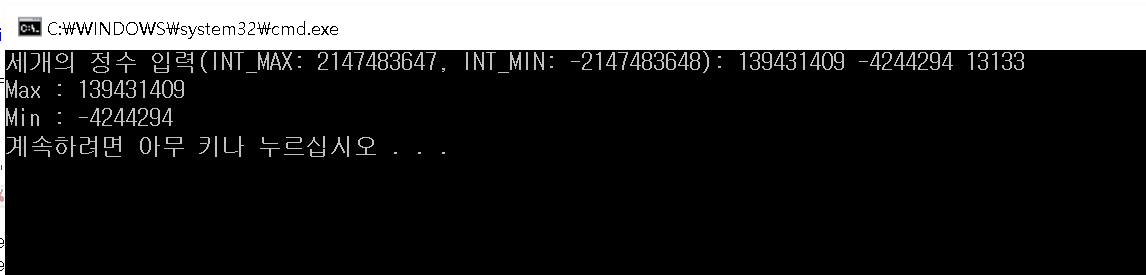 C:\WINDOWS\system32\cmd.exe
세개의 정수 입력(INT_MAX: 2147483647, INT_MIN: -2147483648): 139431409 -4244294 13133
Max : 139431409
Min : -4244294
계속하려면 아무 키나 누르십시오 . . .